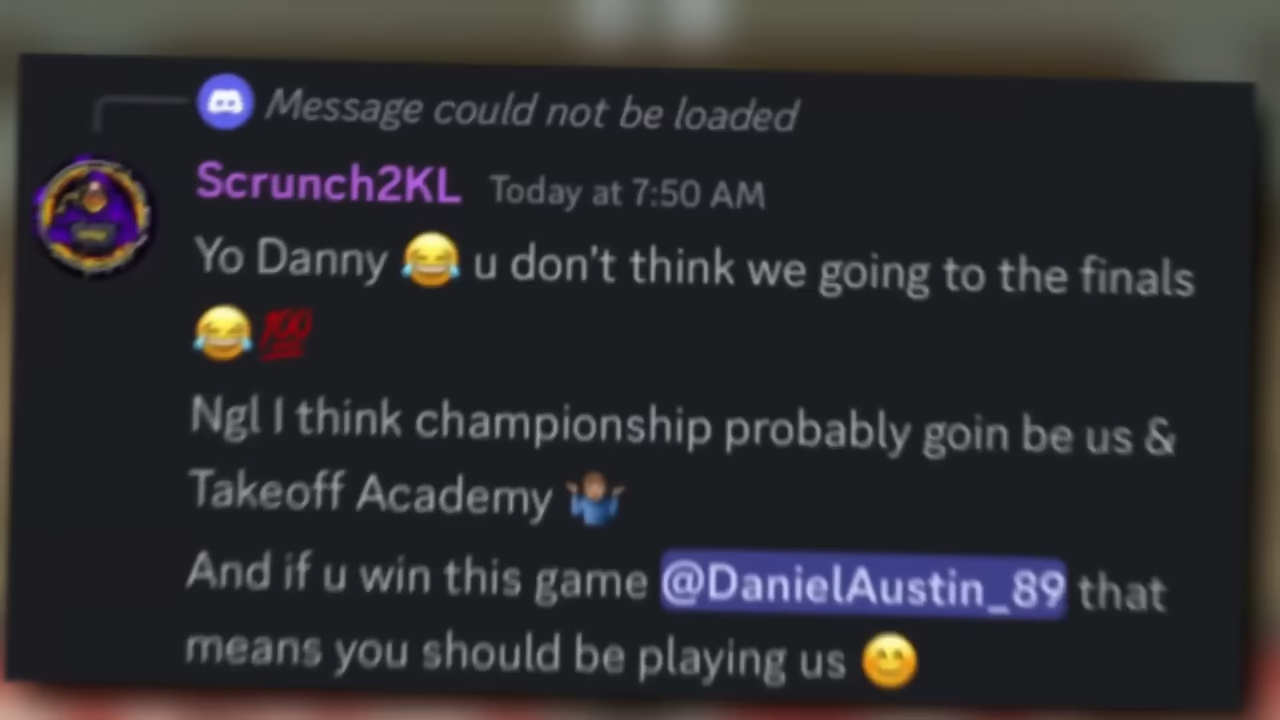 Message could not be loaded
Scrunch2KL Today at 7:50 AM
Yo Danny 😂 u don't think we going to the finals
😂💯
Ngl I think championship probably goin be us &
Takeoff Academy 🤷🏽‍♂️
And if u win this game @DanielAustin_89 that
means you should be playing us 😊